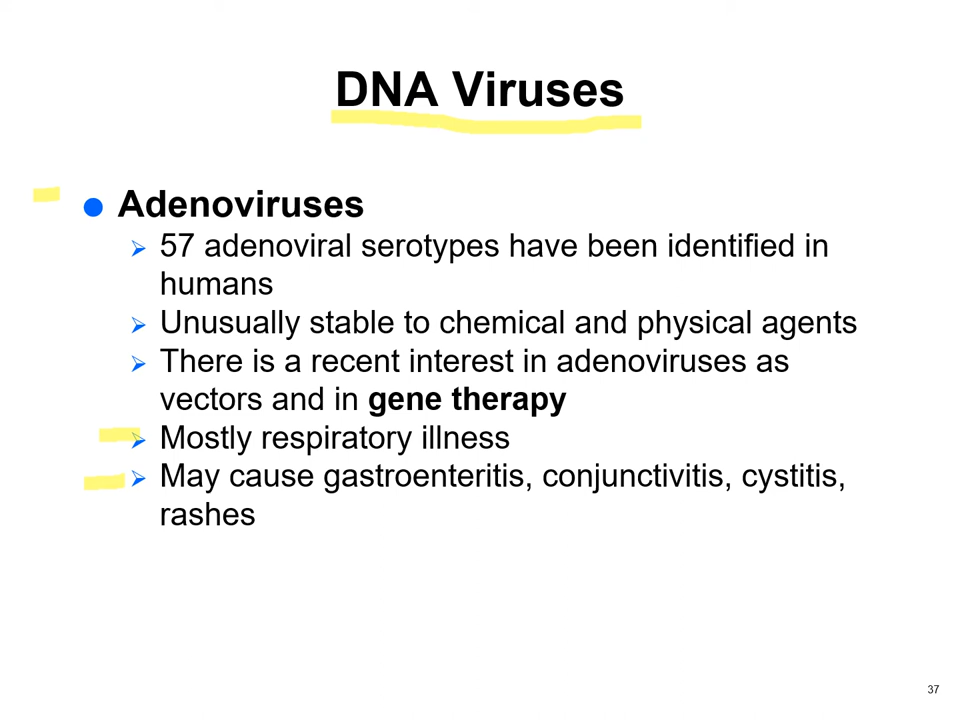 DNA Viruses
Adenoviruses
57 adenoviral serotypes have been identified in
humans
Unusually stable to chemical and physical agents
There is a recent interest in adenoviruses as
vectors and in gene therapy
Mostly respiratory illness
May cause gastroenteritis, conjunctivitis, cystitis,
rashes
37